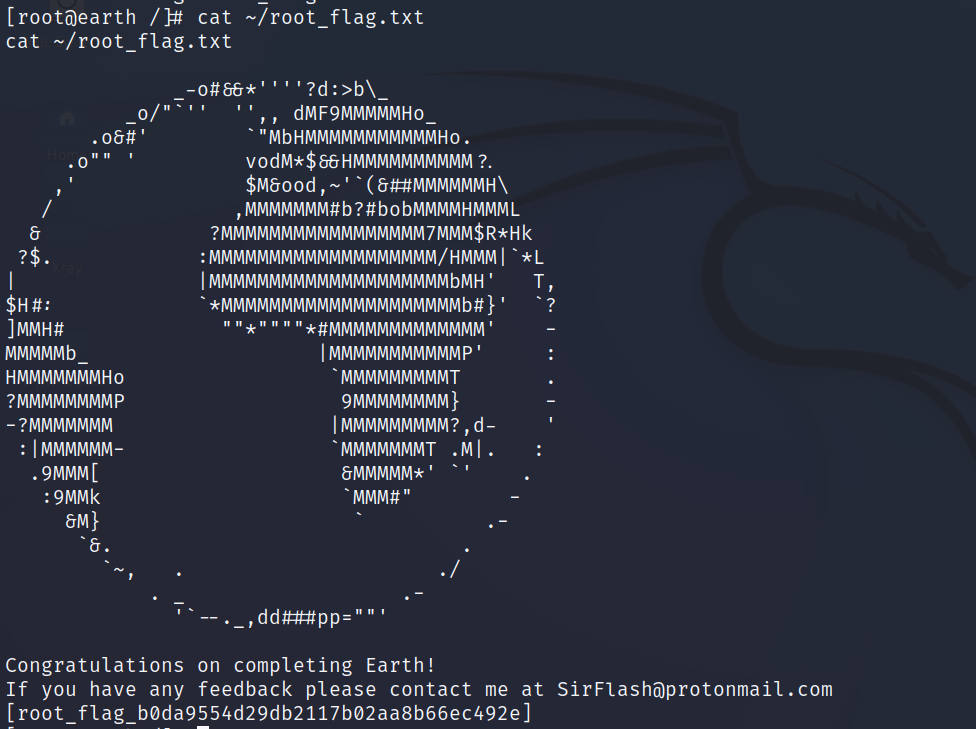 [root@earth /]# cat ~/root_flag.txt
cat ~/root_flag.txt

              _-o#&&*''''?d:>b\_
          _o/"`''  '',, dMF9MMMMMHo_
       .o&#'        `"MbHMMMMMMMMMMMHo.
     .o"" '         vodM*$&&HMMMMMMMMMM?.
    ,'              $M&ood,~'`(&##MMMMMMH\
   /               ,MMMMMMM#b?#bobMMMMHMMML
  &              ?MMMMMMMMMMMMMMMMM7MMM$R*Hk
 ?$.            :MMMMMMMMMMMMMMMMMMM/HMMM|`*L
|               |MMMMMMMMMMMMMMMMMMMMbMH'   T,
$H#:            `*MMMMMMMMMMMMMMMMMMMMb#}'  `?
]MMH#             ""*""""*#MMMMMMMMMMMMM'    -
MMMMMb_                   |MMMMMMMMMMMP'     :
HMMMMMMMHo                 `MMMMMMMMMT       .
?MMMMMMMMP                  9MMMMMMMM}       -
-?MMMMMMM                  |MMMMMMMMM?,d-    '
 :|MMMMMM-                 `MMMMMMMT .M|.   :
  .9MMM[                    &MMMMM*' `'    .
   :9MMk                    `MMM#"        -
     &M}                     `          .-
      `&.                             .
        `~,   .                     ./
            . _                  .-
              '`--._,dd###pp=""'

Congratulations on completing Earth!
If you have any feedback please contact me at SirFlash@protonmail.com
[root_flag_b0da9554d29db2117b02aa8b66ec492e]